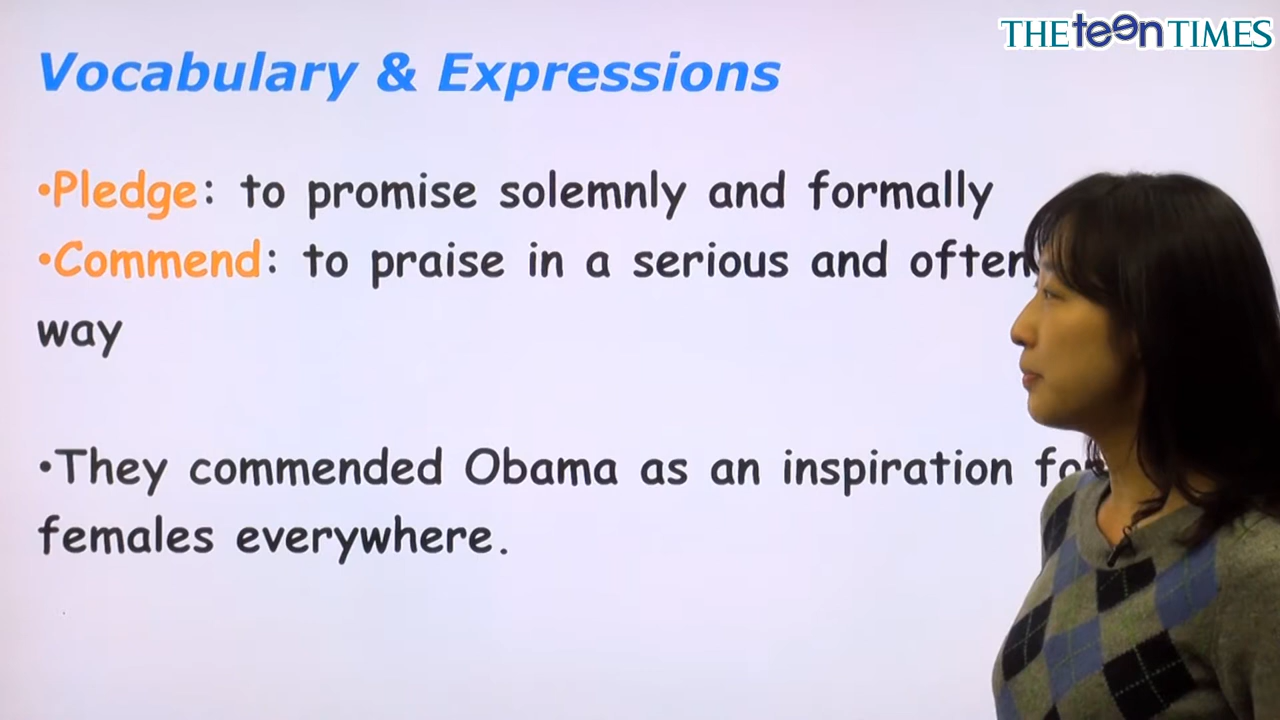 THE teen TIMES
Vocabulary & Expressions
•Pledge: to promise solemnly and formally
•Commend: to praise in a serious and often
way
•They commended Obama as an inspiration for
females everywhere.